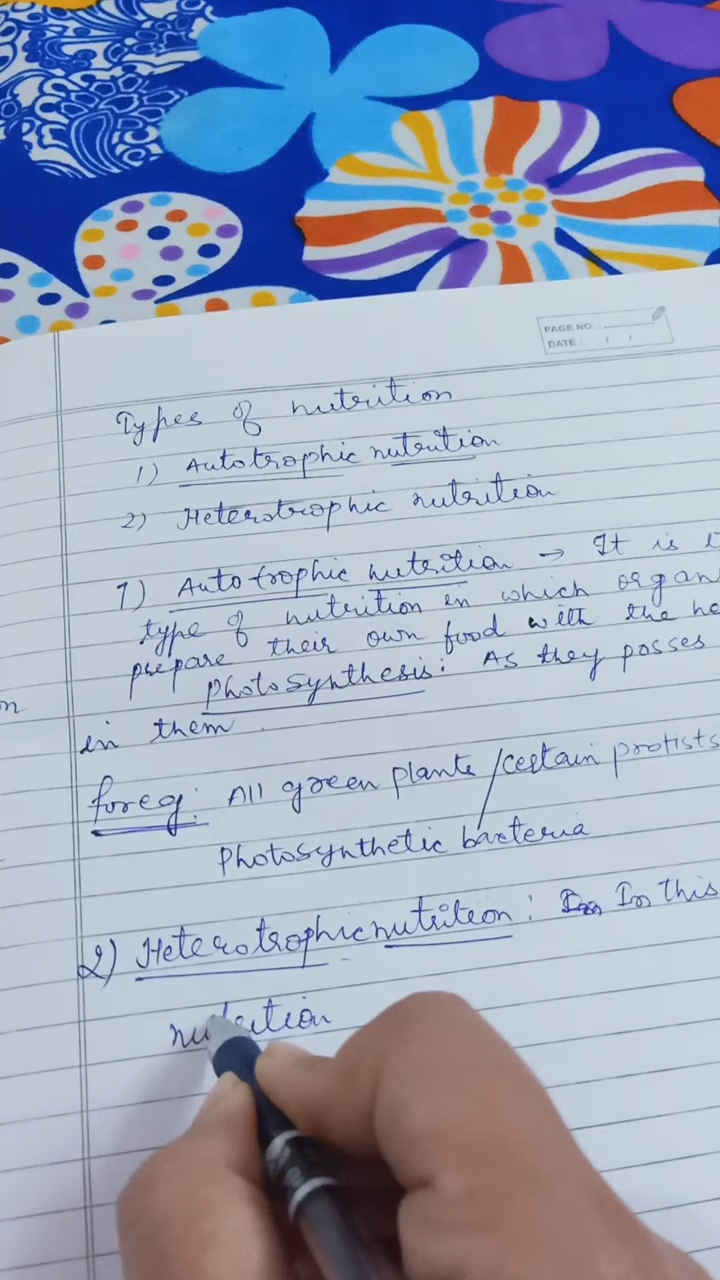 PAGE NO.:
DATE: / /
Types of nutrition
1) Autotrophic nutrition
2) Heterotrophic nutrition
1) Autotrophic nutrition → It is
type of nutrition in which organ
prepare their own food with the he
photosynthesis: As they posses
in them.
foreg: All green plants/certain protists
Photosynthetic bacteria
2) Heterotrophic nutrition: In this
nutrition